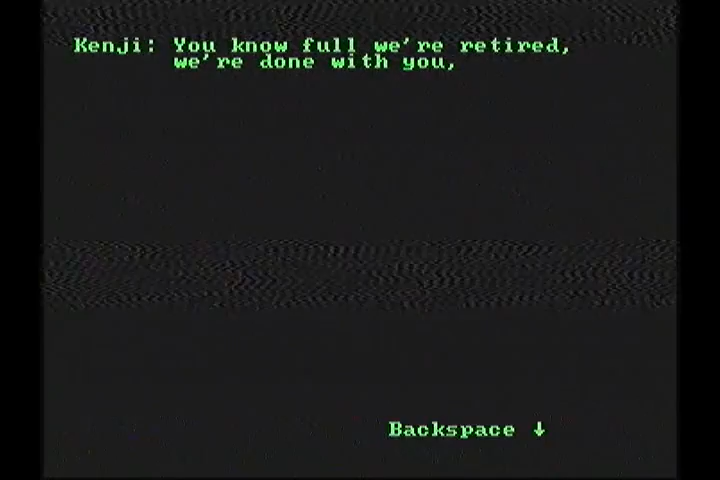 Kenji: You know full we're retired,
we're done with you,
Backspace ↓